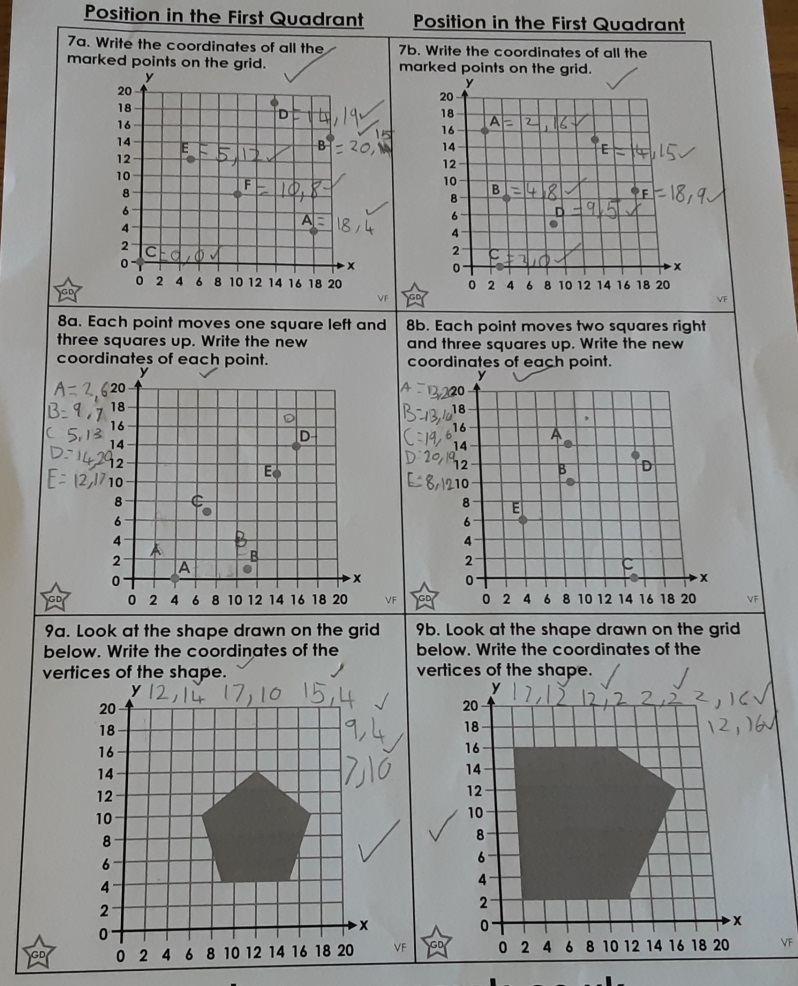 Position in the First Quadrant
7a. Write the coordinates of all the
marked points on the grid.
y
20
18
16
14
12
10
8
6
4
2
0
D = 14, 19
B = 20, 15
E = 5, 12
F = 10, 8
A = 18, 4
C = 0, 0
x
0 2 4 6 8 10 12 14 16 18 20
GD
VF
Position in the First Quadrant
7b. Write the coordinates of all the
marked points on the grid.
y
20
18
16
14
12
10
8
6
4
2
0
A = 2, 16
E = 14, 15
B = 4, 8
F = 18, 9
D = 9, 5
C = 3, 0
x
0 2 4 6 8 10 12 14 16 18 20
GD
VF
8a. Each point moves one square left and
three squares up. Write the new
coordinates of each point.
y
A = 2, 6
B = 9, 7
C 5, 13
D = 14, 20
E = 12, 17
20
18
16
14
12
10
8
6
4
2
0
D
E
C
B
A
B
A
x
0 2 4 6 8 10 12 14 16 18 20
GD
VF
8b. Each point moves two squares right
and three squares up. Write the new
coordinates of each point.
y
B = 13, 16
C = 19, 6
D = 20, 19
E = 8, 12
20
18
16
14
12
10
8
6
4
2
0
A
B
D
E
C
x
0 2 4 6 8 10 12 14 16 18 20
GD
VF
9a. Look at the shape drawn on the grid
below. Write the coordinates of the
vertices of the shape.
y 12, 14 17, 10 15, 4
9, 4
7, 10
20
18
16
14
12
10
8
6
4
2
0
x
0 2 4 6 8 10 12 14 16 18 20
GD
VF
9b. Look at the shape drawn on the grid
below. Write the coordinates of the
vertices of the shape.
y 17, 12 12, 2 2, 2 2, 16
12, 16
20
18
16
14
12
10
8
6
4
2
0
x
0 2 4 6 8 10 12 14 16 18 20
GD
VF